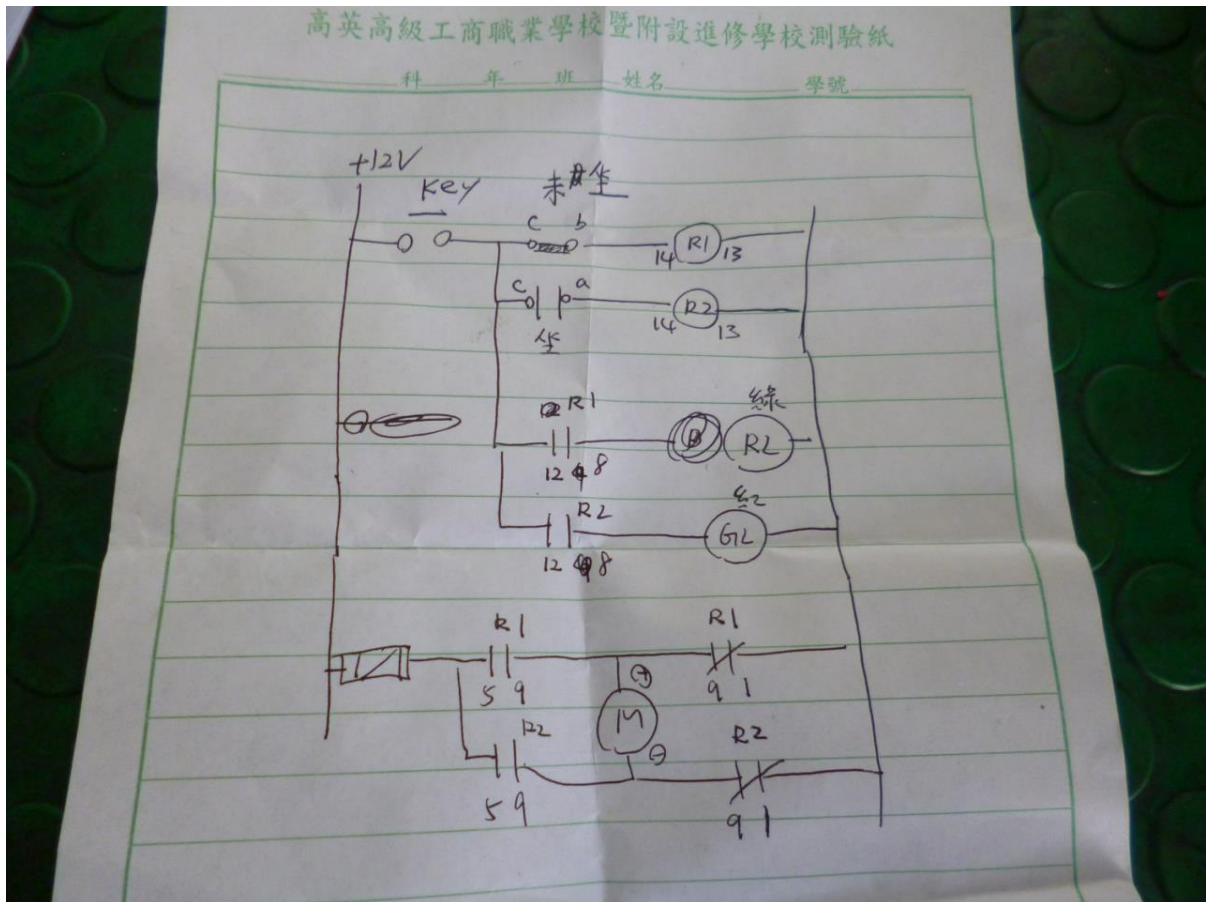 高英高級工商職業學校暨附設進修學校測驗紙
科 年 班 姓名 學號
+12V
Key 未坐
c b
14 R1 13
c a
14 R2 13
坐
R1 綠
RL
12 8
R2 紅
GL
12 8
R1 R1
5 9 ⊕ 9 1
M
R2 ⊖ R2
5 9 9 1